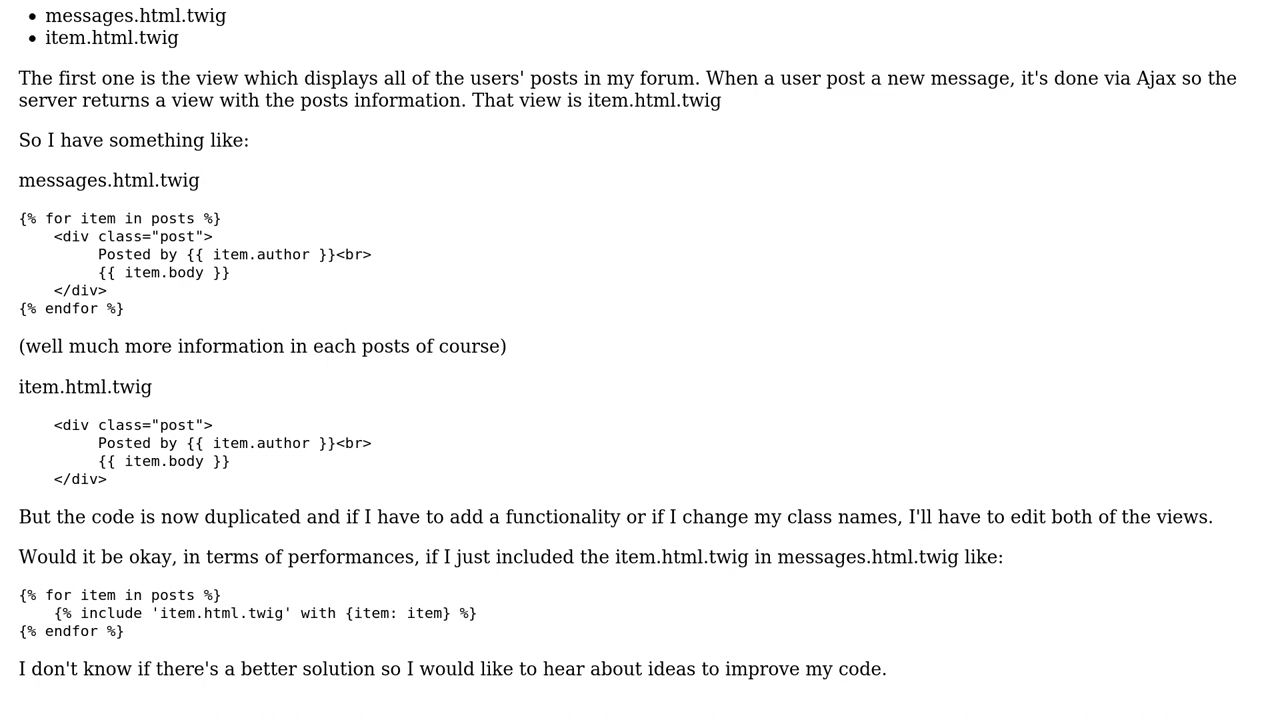 messages.html.twig
item.html.twig
The first one is the view which displays all of the users' posts in my forum. When a user post a new message, it's done via Ajax so the
server returns a view with the posts information. That view is item.html.twig
So I have something like:
messages.html.twig
{% for item in posts %}
    <div class="post">
         Posted by {{ item.author }}<br>
         {{ item.body }}
    </div>
{% endfor %}
(well much more information in each posts of course)
item.html.twig
    <div class="post">
         Posted by {{ item.author }}<br>
         {{ item.body }}
    </div>
But the code is now duplicated and if I have to add a functionality or if I change my class names, I'll have to edit both of the views.
Would it be okay, in terms of performances, if I just included the item.html.twig in messages.html.twig like:
{% for item in posts %}
    {% include 'item.html.twig' with {item: item} %}
{% endfor %}
I don't know if there's a better solution so I would like to hear about ideas to improve my code.